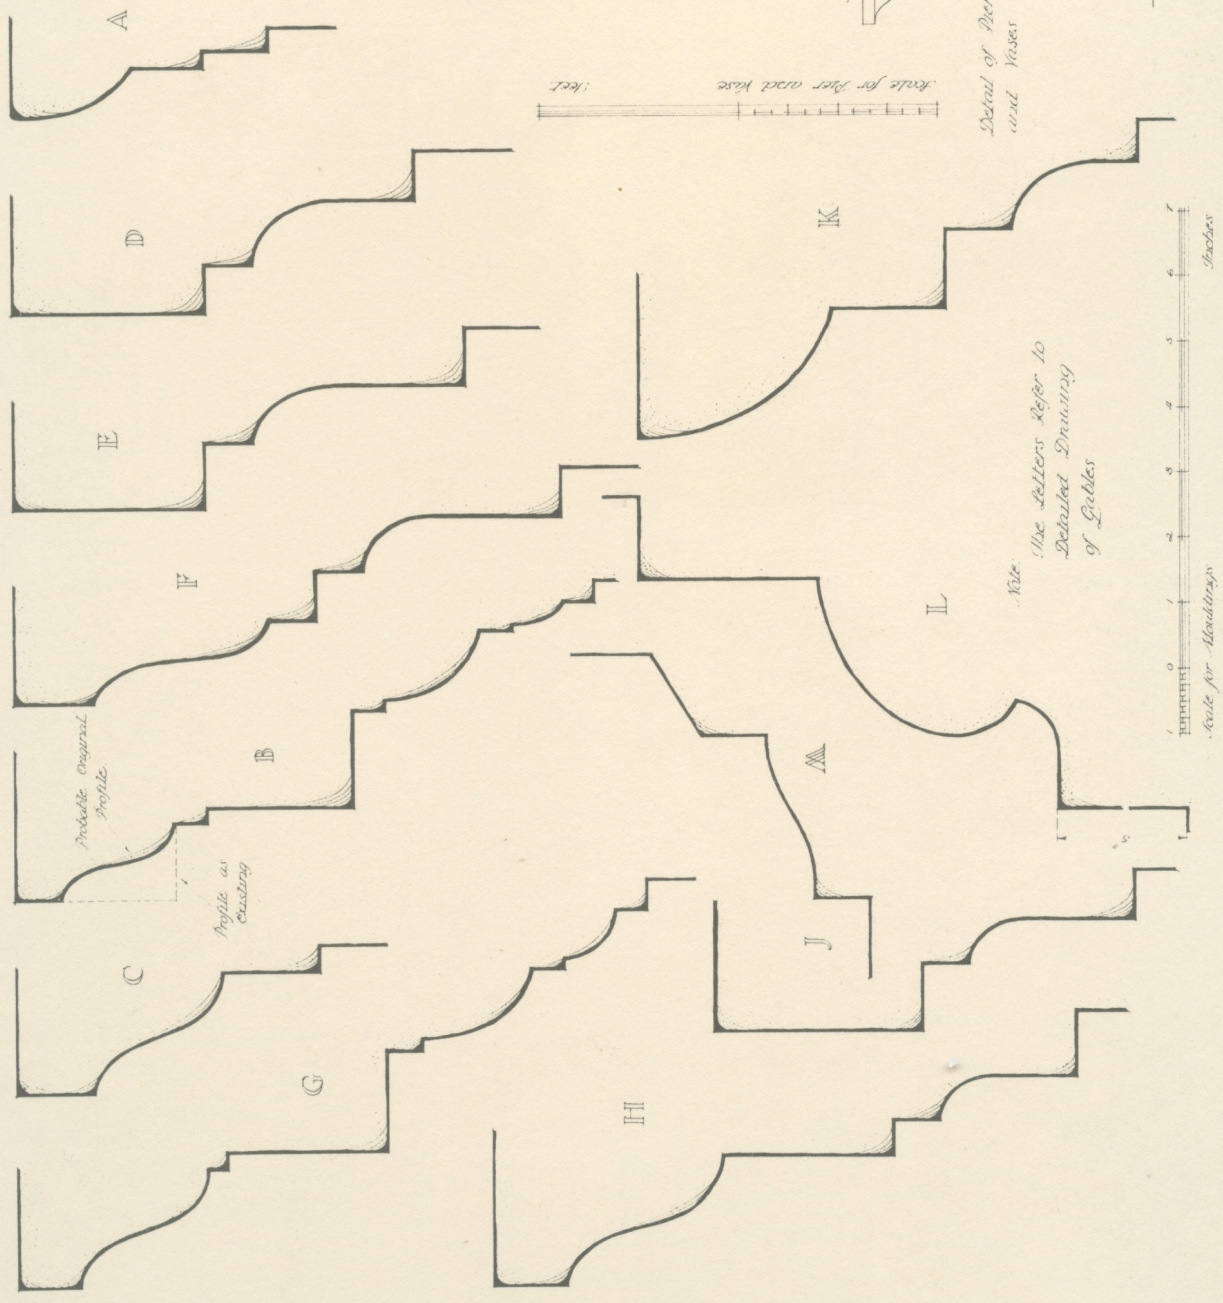 A
D
E
F
B
C
G
H
J
K
L
M
Probable Original
Profile
Profile as
Existing
Feet
Scale for Pier and Vase
Detail of Pier
and Vases
Note.
The Letters Refer to
Detailed Drawing
of Gables
1 0 1 2 3 4 5 6 7
Scale for Mouldings
Inches